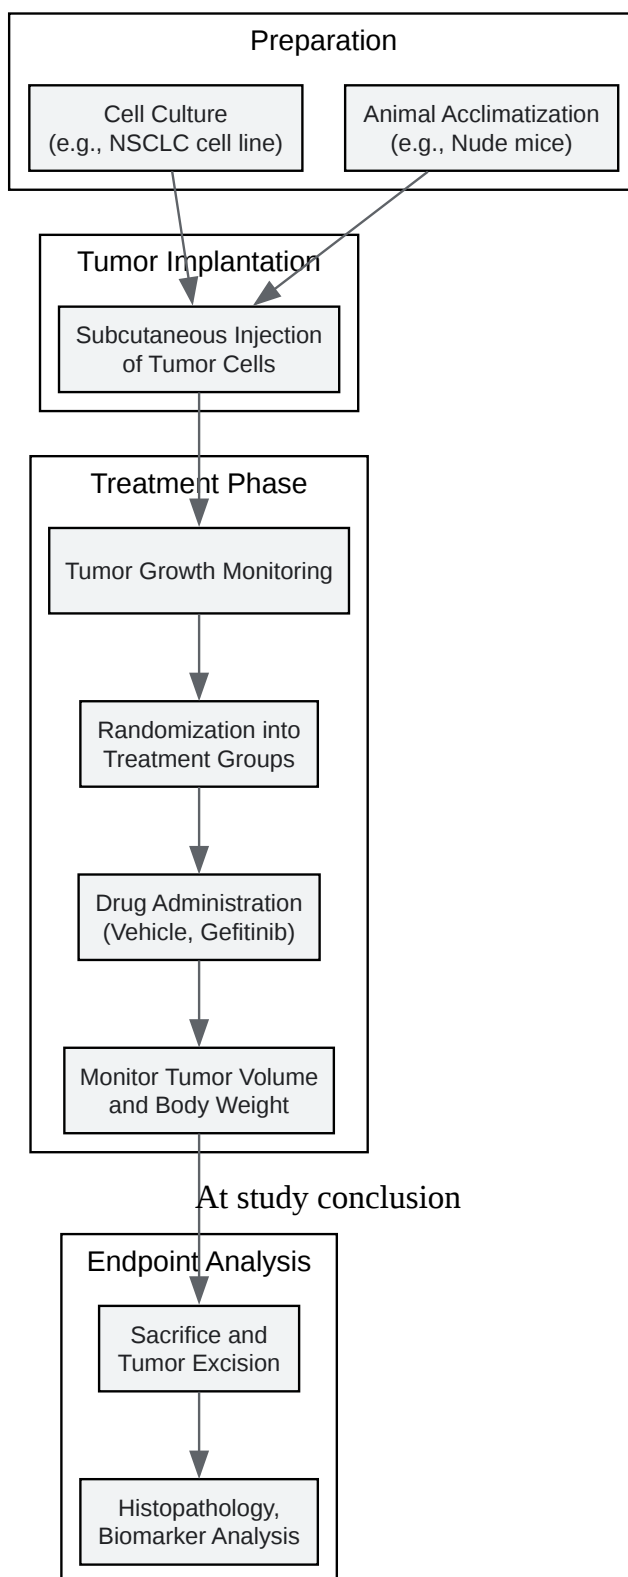 Preparation
Cell Culture
(e.g., NSCLC cell line)
Animal Acclimatization
(e.g., Nude mice)
Tumor Implantation
Subcutaneous Injection
of Tumor Cells
Treatment Phase
Tumor Growth Monitoring
Randomization into
Treatment Groups
Drug Administration
(Vehicle, Gefitinib)
Monitor Tumor Volume
and Body Weight
At study conclusion
Endpoint Analysis
Sacrifice and
Tumor Excision
Histopathology,
Biomarker Analysis